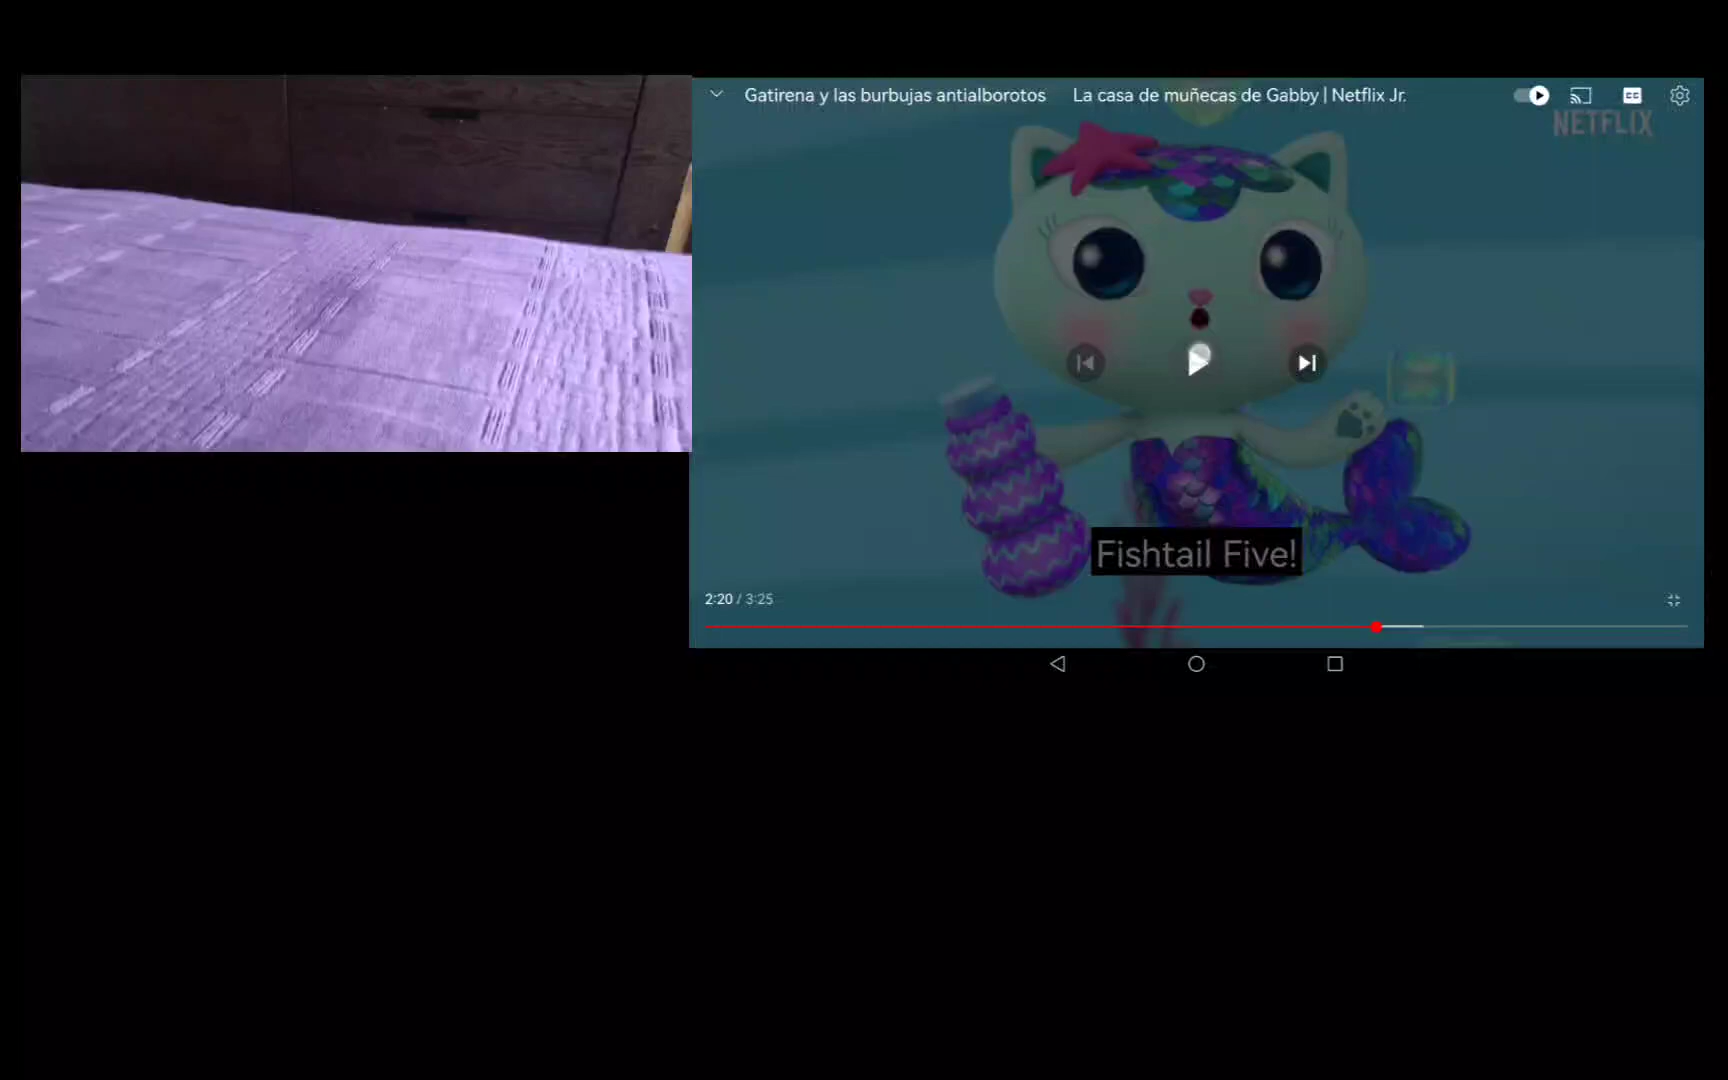 Gatirena y las burbujas antialborotos La casa de muñecas de Gabby | Netflix Jr.
CC
NETFLIX
Fishtail Five!
2:20 / 3:25